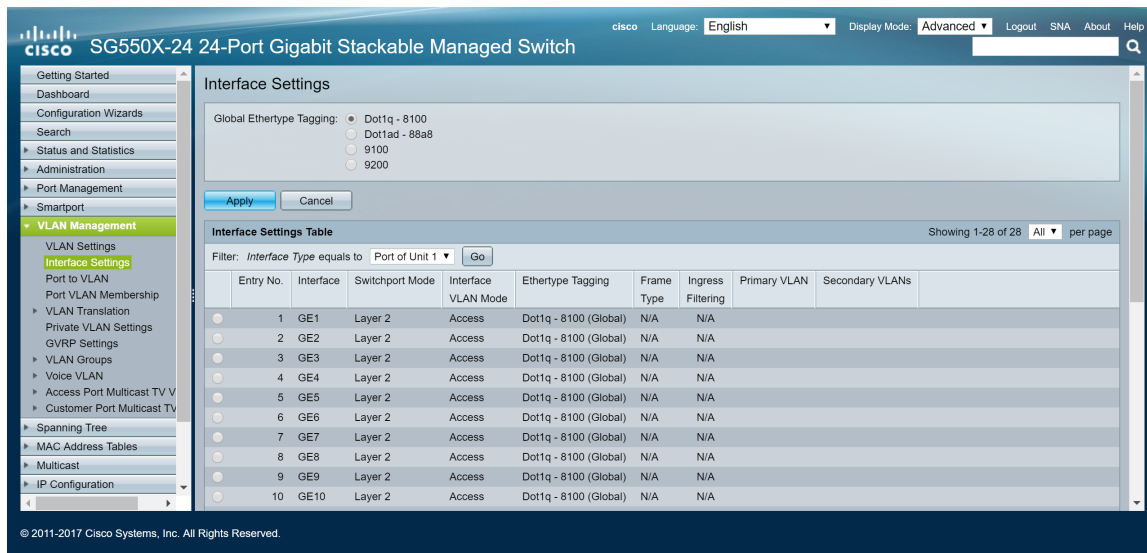 cisco Language: English Display Mode: Advanced Logout SNA About Help
CISCO SG550X-24 24-Port Gigabit Stackable Managed Switch
Getting Started
Dashboard
Configuration Wizards
Search
Status and Statistics
Administration
Port Management
Smartport
VLAN Management
VLAN Settings
Interface Settings
Port to VLAN
Port VLAN Membership
VLAN Translation
Private VLAN Settings
GVRP Settings
VLAN Groups
Voice VLAN
Access Port Multicast TV V
Customer Port Multicast TV
Spanning Tree
MAC Address Tables
Multicast
IP Configuration
Interface Settings
Global Ethertype Tagging: Dot1q - 8100
Dot1ad - 88a8
9100
9200
Apply Cancel
Interface Settings Table Showing 1-28 of 28 All per page
Filter: Interface Type equals to Port of Unit 1 Go
Entry No. Interface Switchport Mode Interface Ethertype Tagging Frame Ingress Primary VLAN Secondary VLANs
VLAN Mode Type Filtering
1 GE1 Layer 2 Access Dot1q - 8100 (Global) N/A N/A
2 GE2 Layer 2 Access Dot1q - 8100 (Global) N/A N/A
3 GE3 Layer 2 Access Dot1q - 8100 (Global) N/A N/A
4 GE4 Layer 2 Access Dot1q - 8100 (Global) N/A N/A
5 GE5 Layer 2 Access Dot1q - 8100 (Global) N/A N/A
6 GE6 Layer 2 Access Dot1q - 8100 (Global) N/A N/A
7 GE7 Layer 2 Access Dot1q - 8100 (Global) N/A N/A
8 GE8 Layer 2 Access Dot1q - 8100 (Global) N/A N/A
9 GE9 Layer 2 Access Dot1q - 8100 (Global) N/A N/A
10 GE10 Layer 2 Access Dot1q - 8100 (Global) N/A N/A
© 2011-2017 Cisco Systems, Inc. All Rights Reserved.